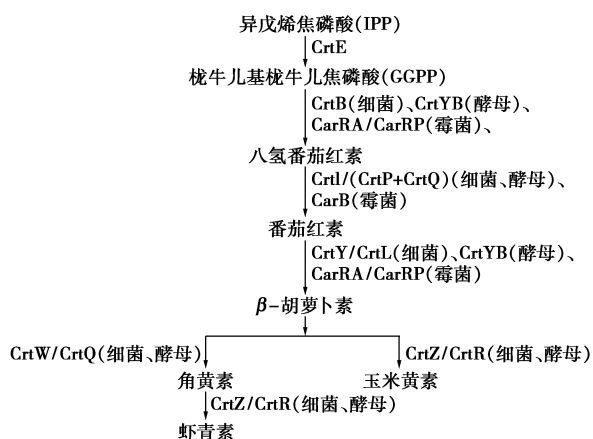 异戊烯焦磷酸(IPP)
CrtE
栊牛儿基栊牛儿焦磷酸(GGPP)
CrtB(细菌)、CrtYB(酵母)、
CarRA/CarRP(霉菌)、
八氢番茄红素
Crtl/(CrtP+CrtQ)(细菌、酵母)、
CarB(霉菌)
番茄红素
CrtY/CrtL(细菌)、CrtYB(酵母)、
CarRA/CarRP(霉菌)
β-胡萝卜素
CrtW/CrtQ(细菌、酵母)
CrtZ/CrtR(细菌、酵母)
角黄素
玉米黄素
CrtZ/CrtR(细菌、酵母)
虾青素